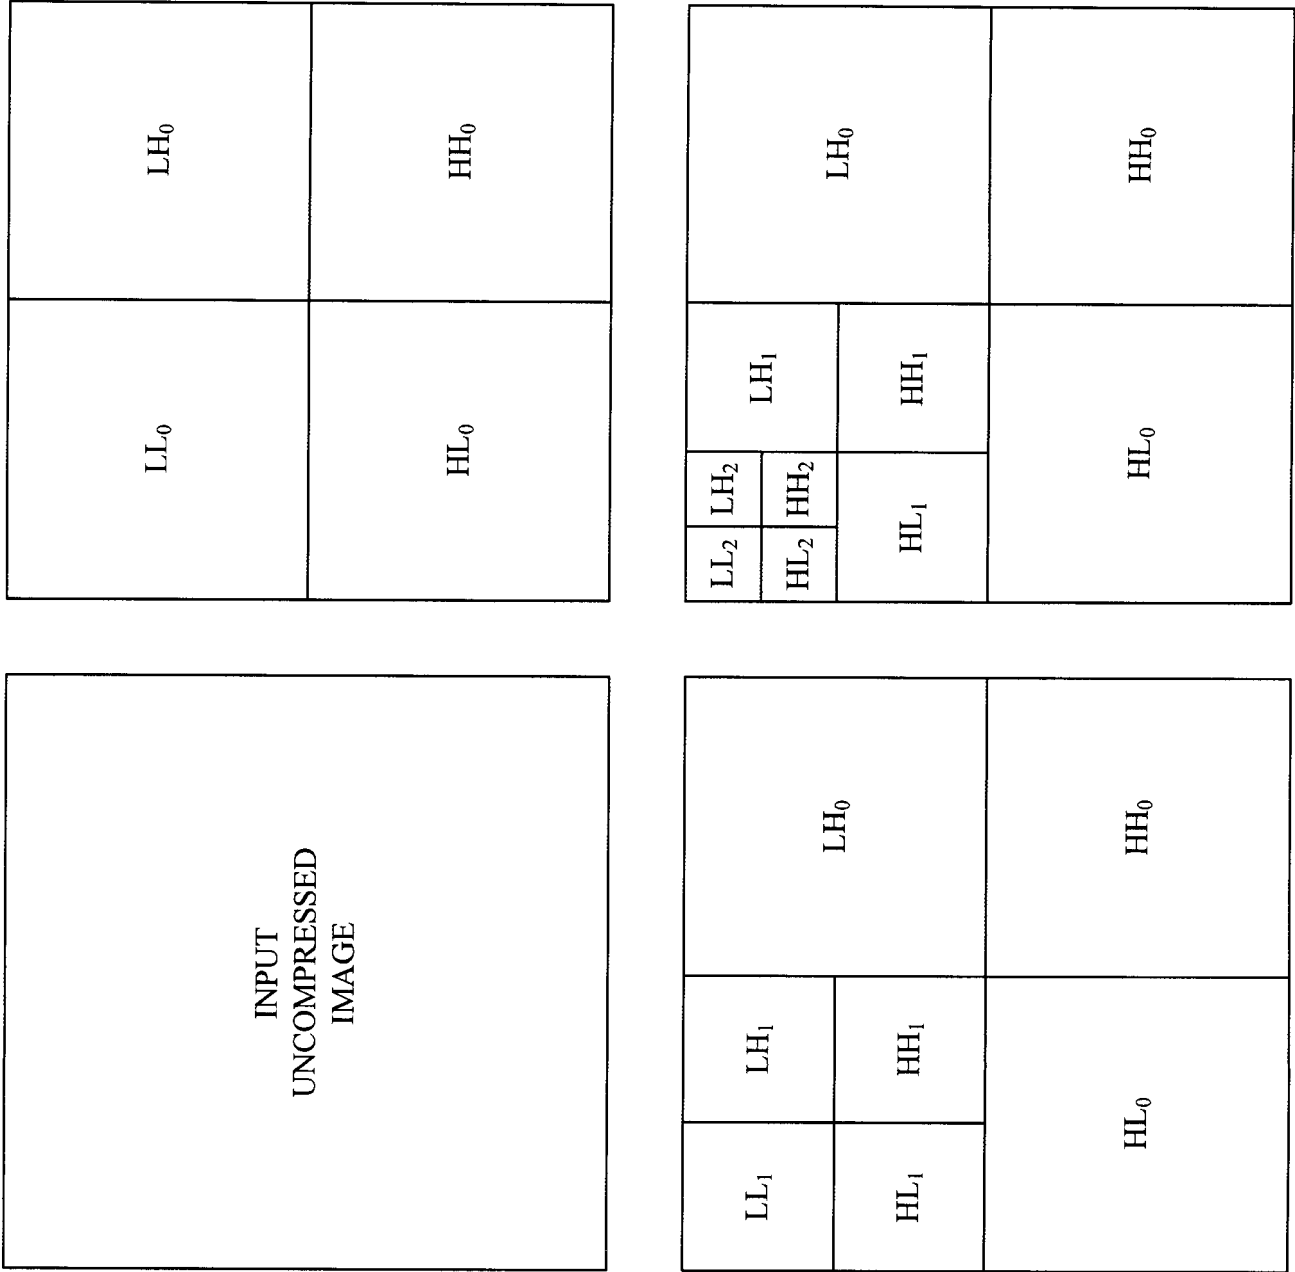 INPUT
UNCOMPRESSED
IMAGE
LL₀
LH₀
HL₀
HH₀
LL₁
LH₁
HL₁
HH₁
LH₀
HL₀
HH₀
LL₂
LH₂
HL₂
HH₂
LH₁
HL₁
HH₁
LH₀
HL₀
HH₀